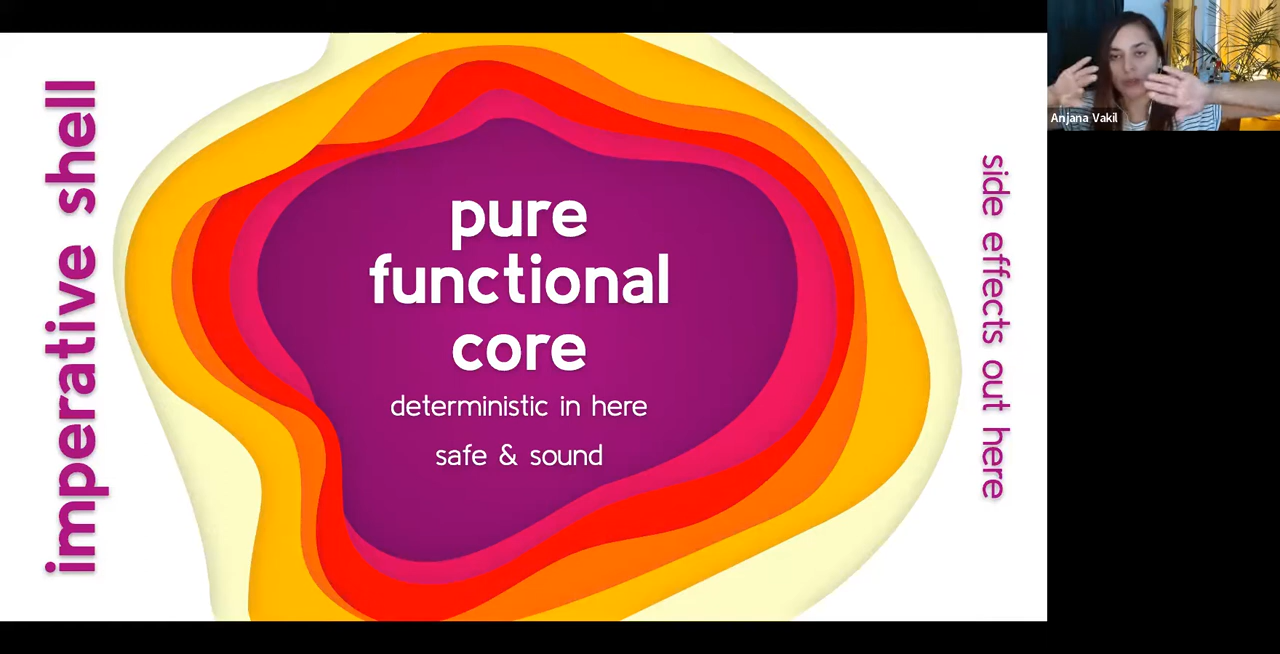 imperative shell
pure
functional
core
deterministic in here
safe & sound
side effects out here
Anjana Vakil